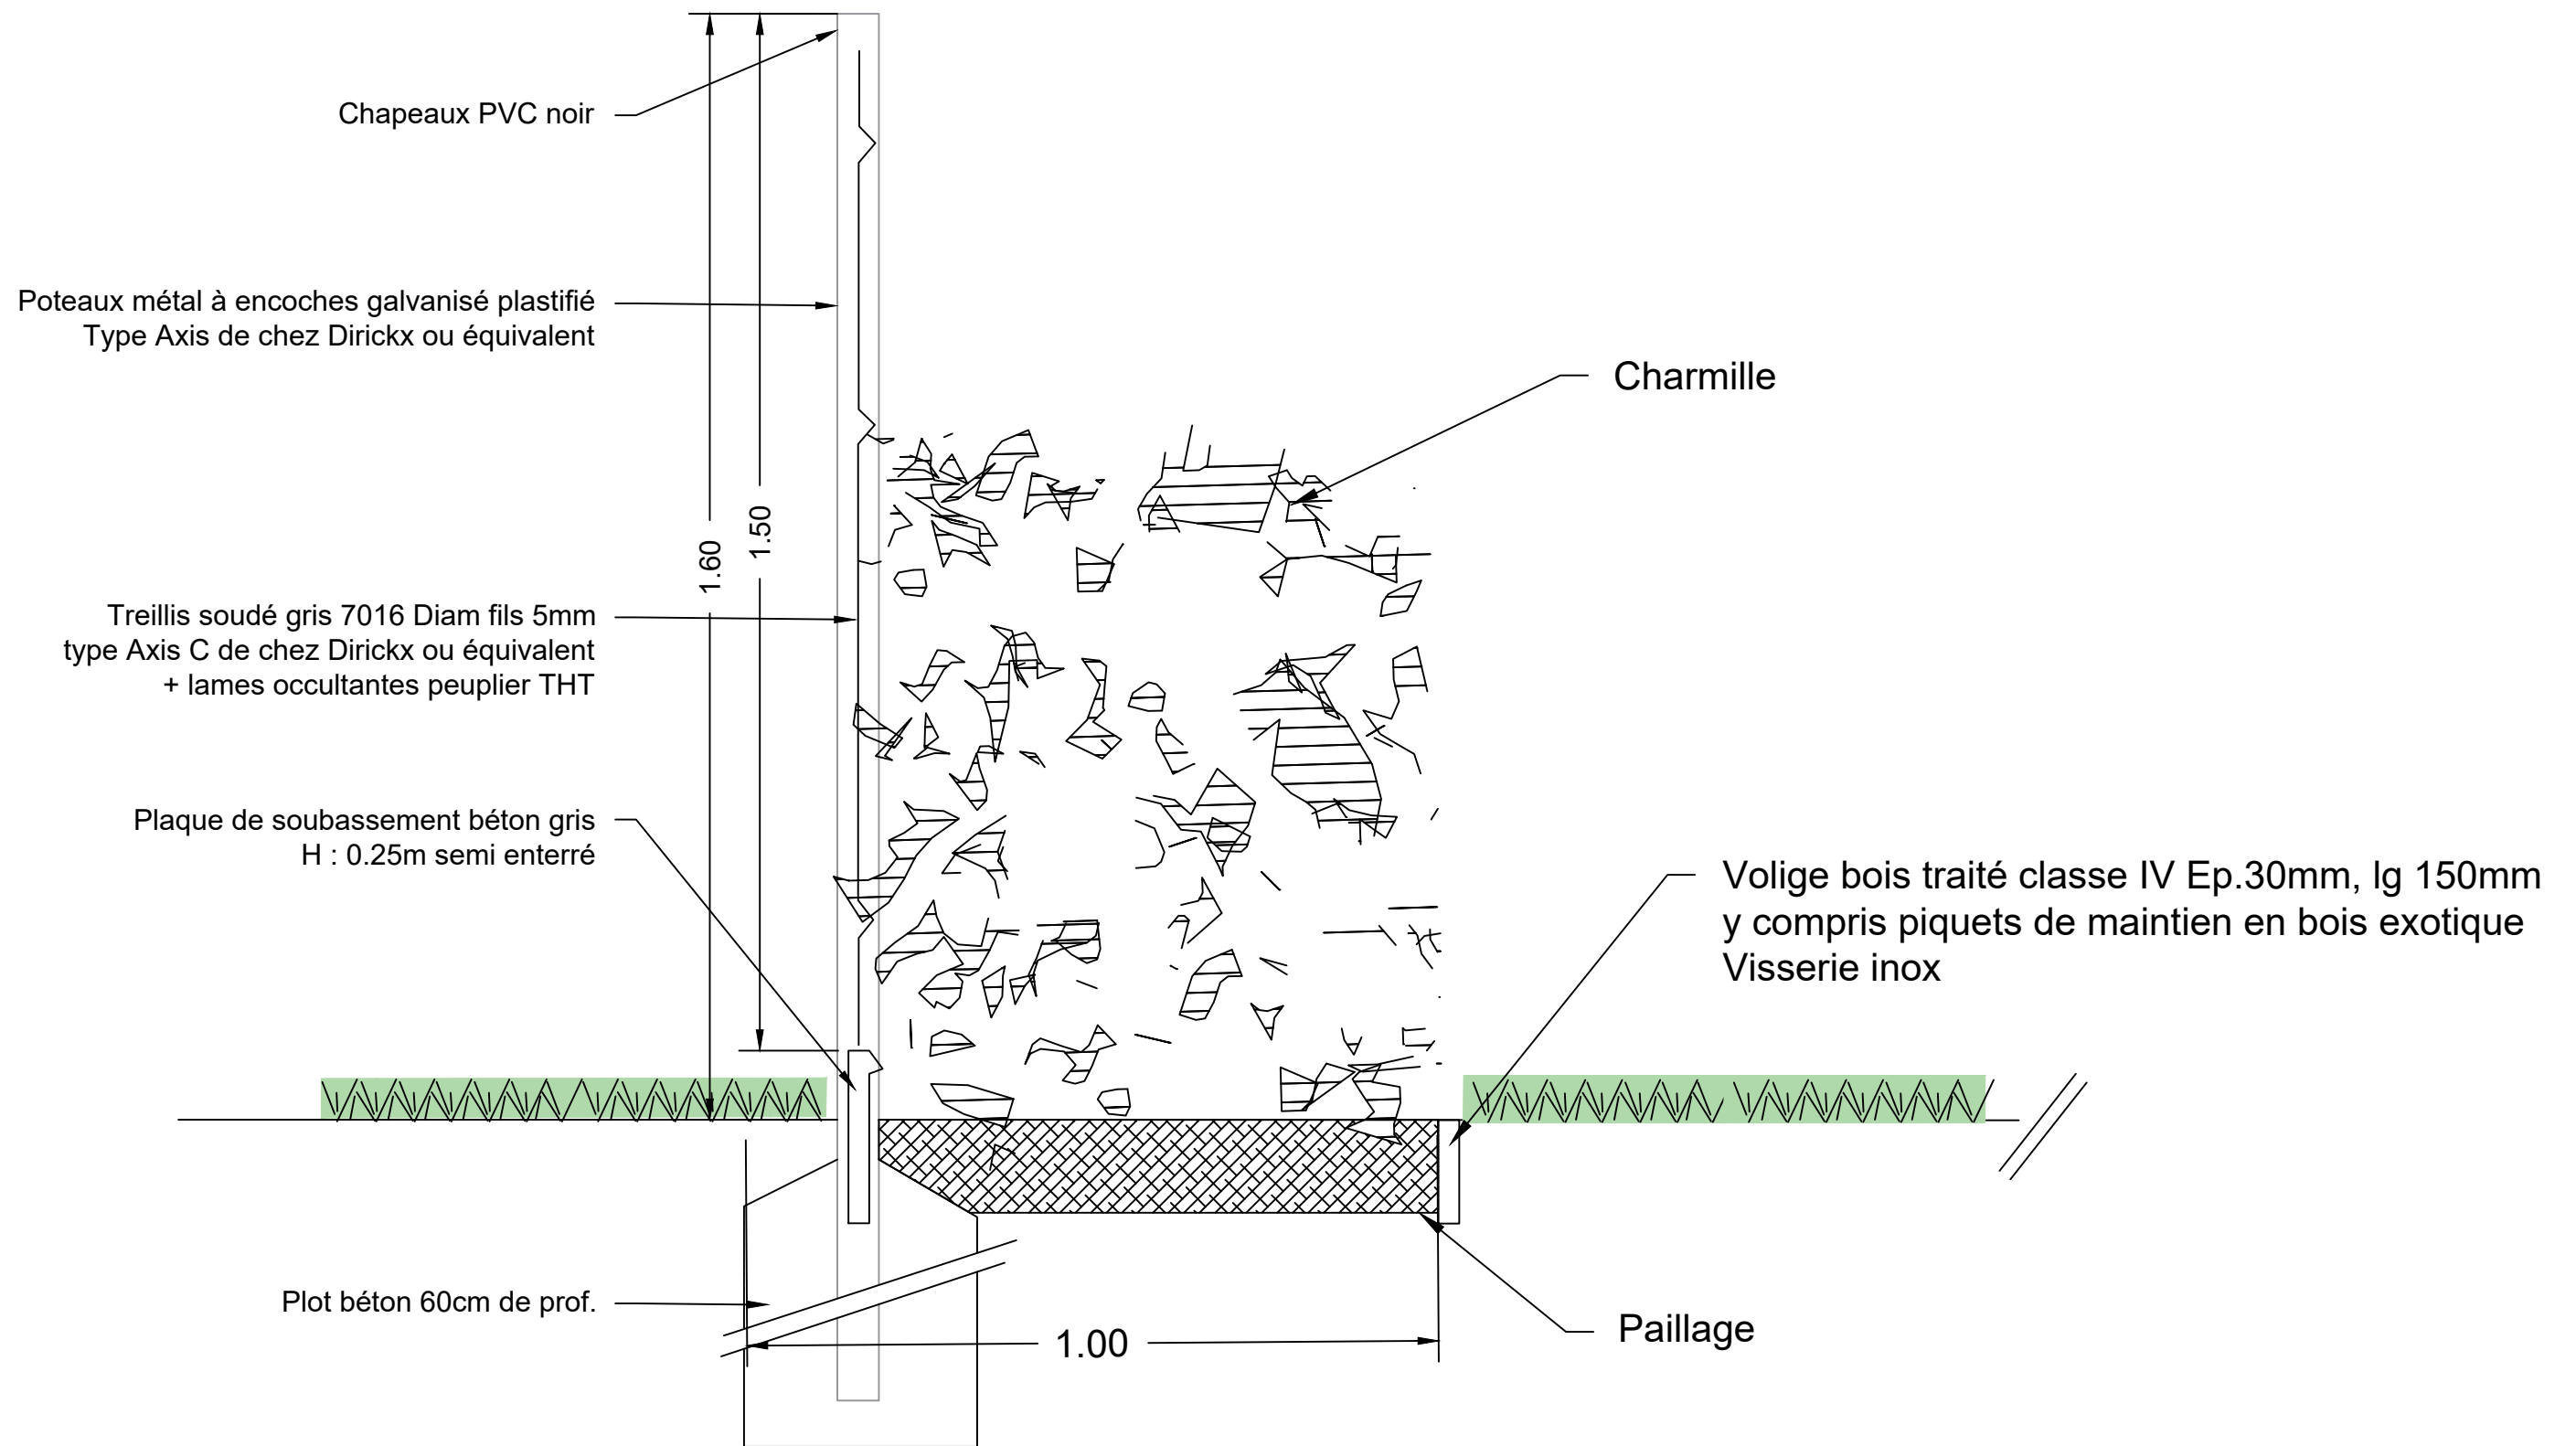 Chapeaux PVC noir
Poteaux métal à encoches galvanisé plastifié
Type Axis de chez Dirickx ou équivalent
Charmille
1.60
1.50
Treillis soudé gris 7016 Diam fils 5mm
type Axis C de chez Dirickx ou équivalent
+ lames occultantes peuplier THT
Plaque de soubassement béton gris
H : 0.25m semi enterré
Volige bois traité classe IV Ep.30mm, lg 150mm
y compris piquets de maintien en bois exotique
Visserie inox
Plot béton 60cm de prof.
1.00
Paillage